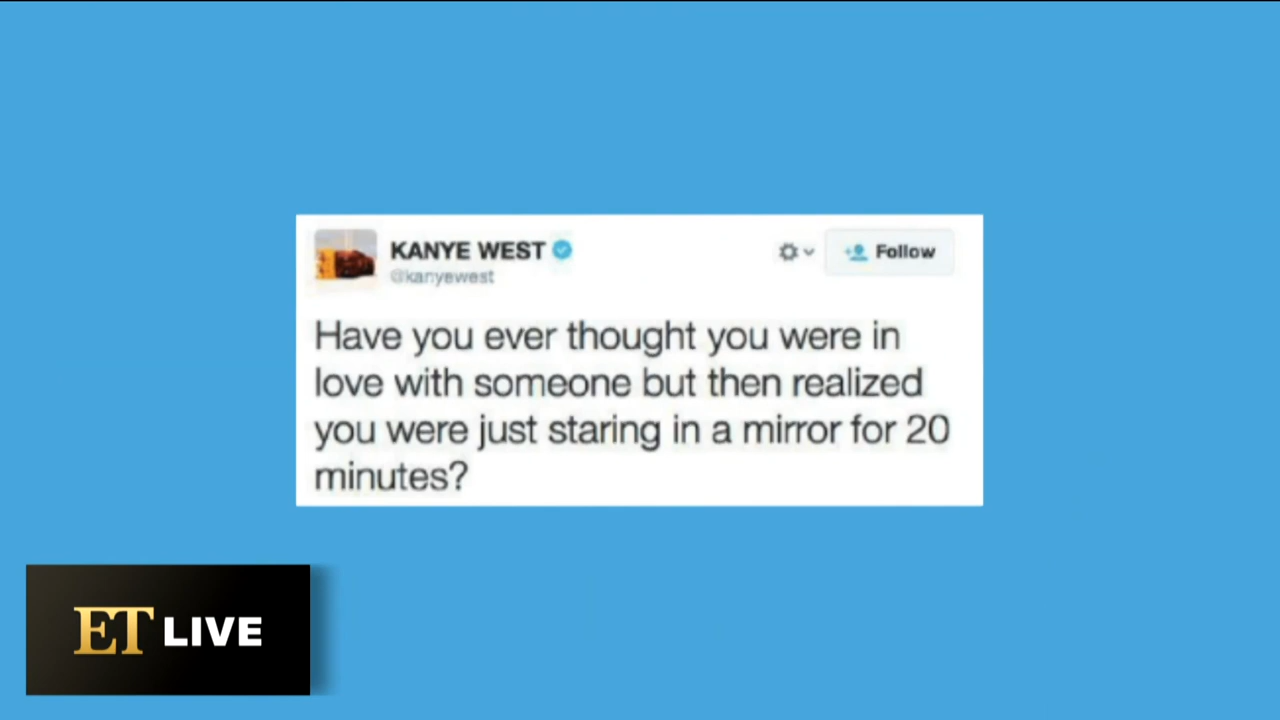 KANYE WEST
@kanyewest
Follow
Have you ever thought you were in
love with someone but then realized
you were just staring in a mirror for 20
minutes?
ET LIVE